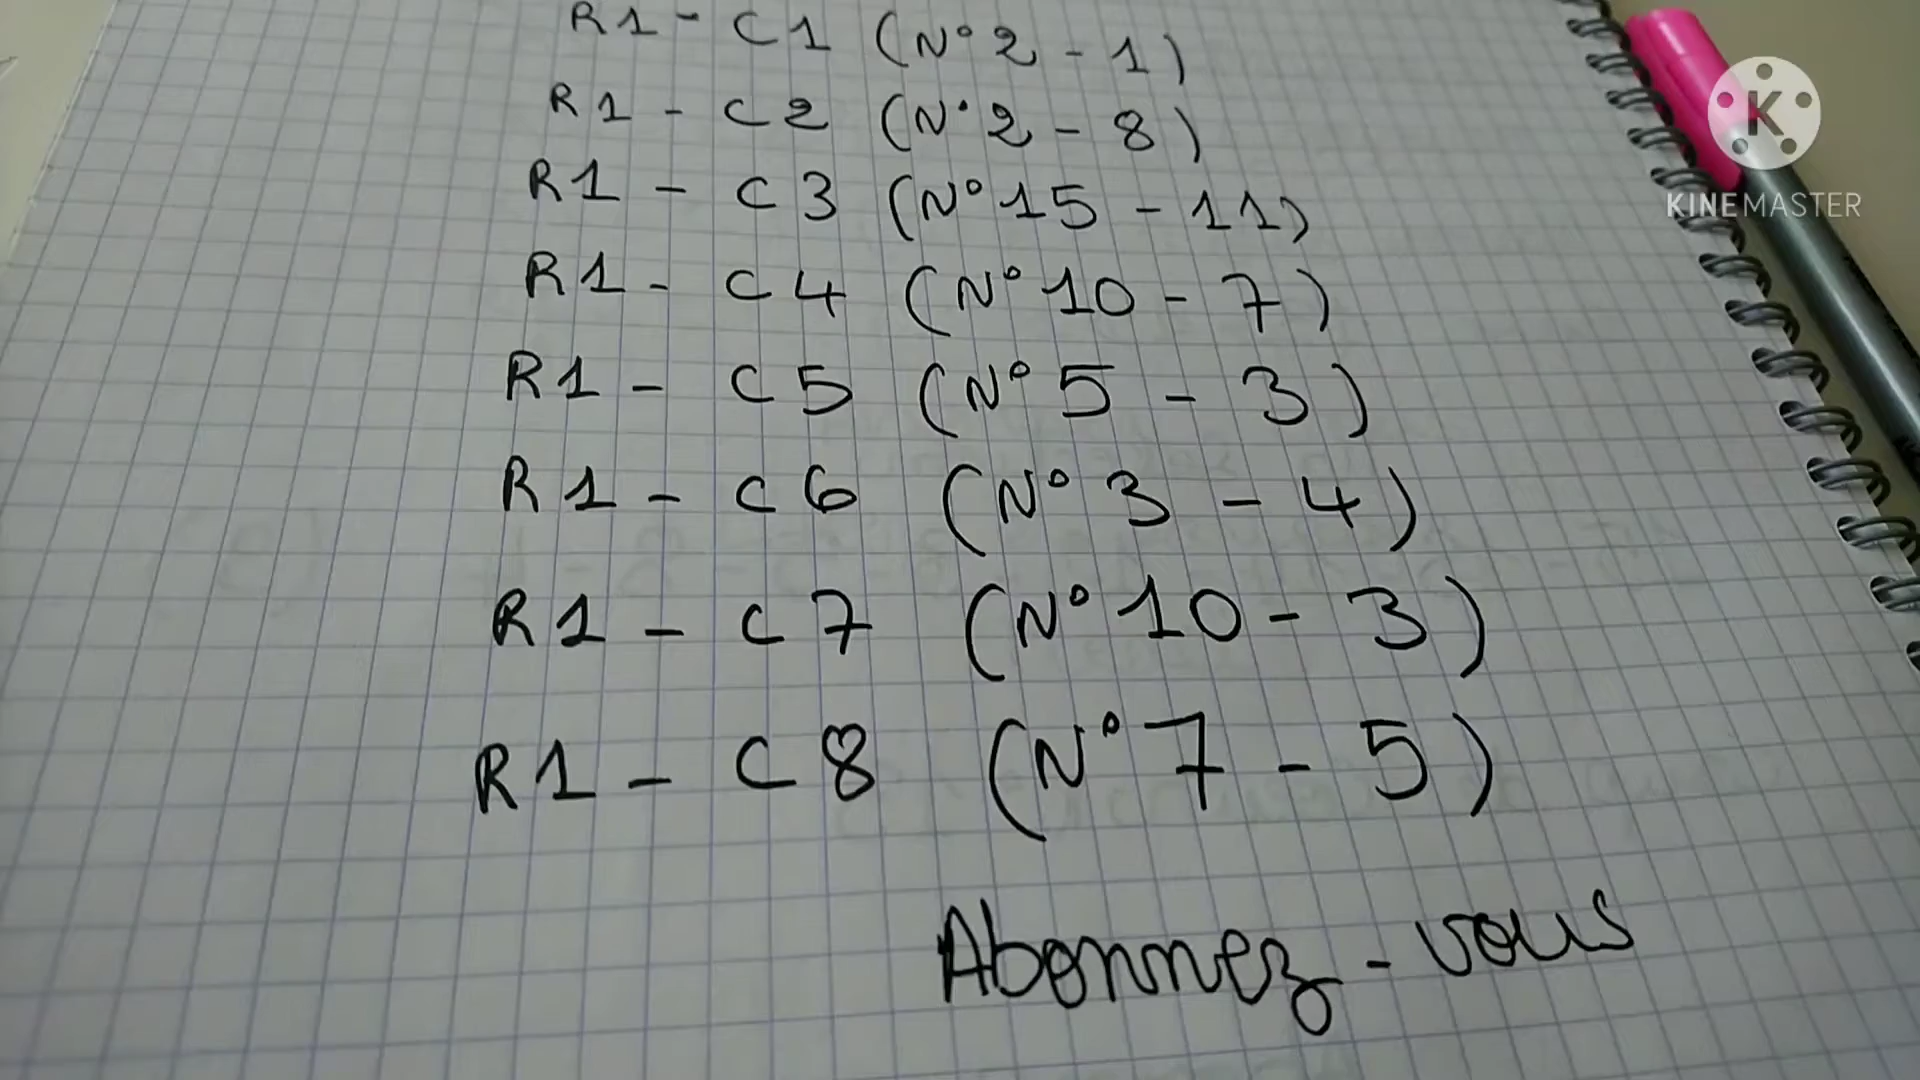 R1 - C1 (N° 2 - 1)
R1 - C2 (N° 2 - 8)
R1 - C3 (N° 15 - 11)
R1 - C4 (N° 10 - 7)
R1 - C5 (N° 5 - 3)
R1 - C6 (N° 3 - 4)
R1 - C7 (N° 10 - 3)
R1 - C8 (N° 7 - 5)
Abonnez-vous
K
KINEMASTER